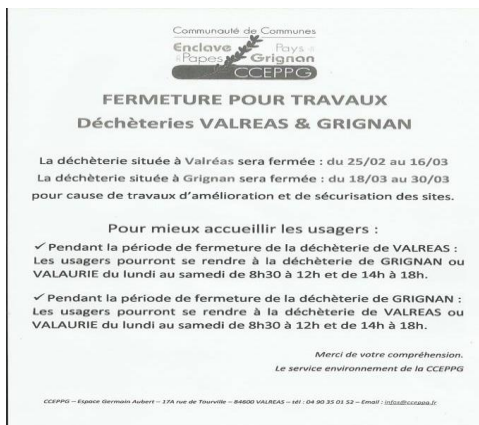 Communauté de Communes
Enclave Pays
des Papes Grignan
CCEPPG
FERMETURE POUR TRAVAUX
Déchèteries VALREAS & GRIGNAN
La déchèterie située à Valréas sera fermée : du 25/02 au 16/03
La déchèterie située à Grignan sera fermée : du 18/03 au 30/03
pour cause de travaux d'amélioration et de sécurisation des sites.
Pour mieux accueillir les usagers :
✓ Pendant la période de fermeture de la déchèterie de VALREAS :
Les usagers pourront se rendre à la déchèterie de GRIGNAN ou
VALAURIE du lundi au samedi de 8h30 à 12h et de 14h à 18h.
✓ Pendant la période de fermeture de la déchèterie de GRIGNAN :
Les usagers pourront se rendre à la déchèterie de VALREAS ou
VALAURIE du lundi au samedi de 8h30 à 12h et de 14h à 18h.
Merci de votre compréhension.
Le service environnement de la CCEPPG
CCEPPG – Espace Germain Aubert – 17A rue de Tourville – 84600 VALREAS – tél : 04 90 35 01 52 – Email : infos@cceppg.fr